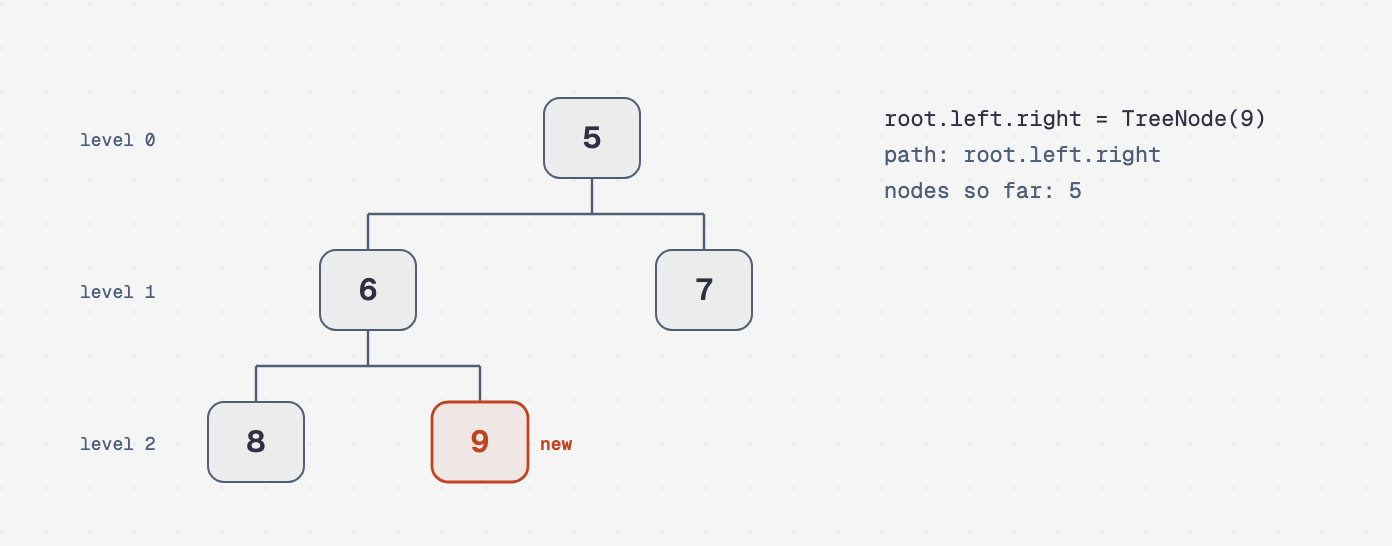 level 0
5
root.left.right = TreeNode(9)
path: root.left.right
nodes so far: 5
level 1
6
7
level 2
8
9
new